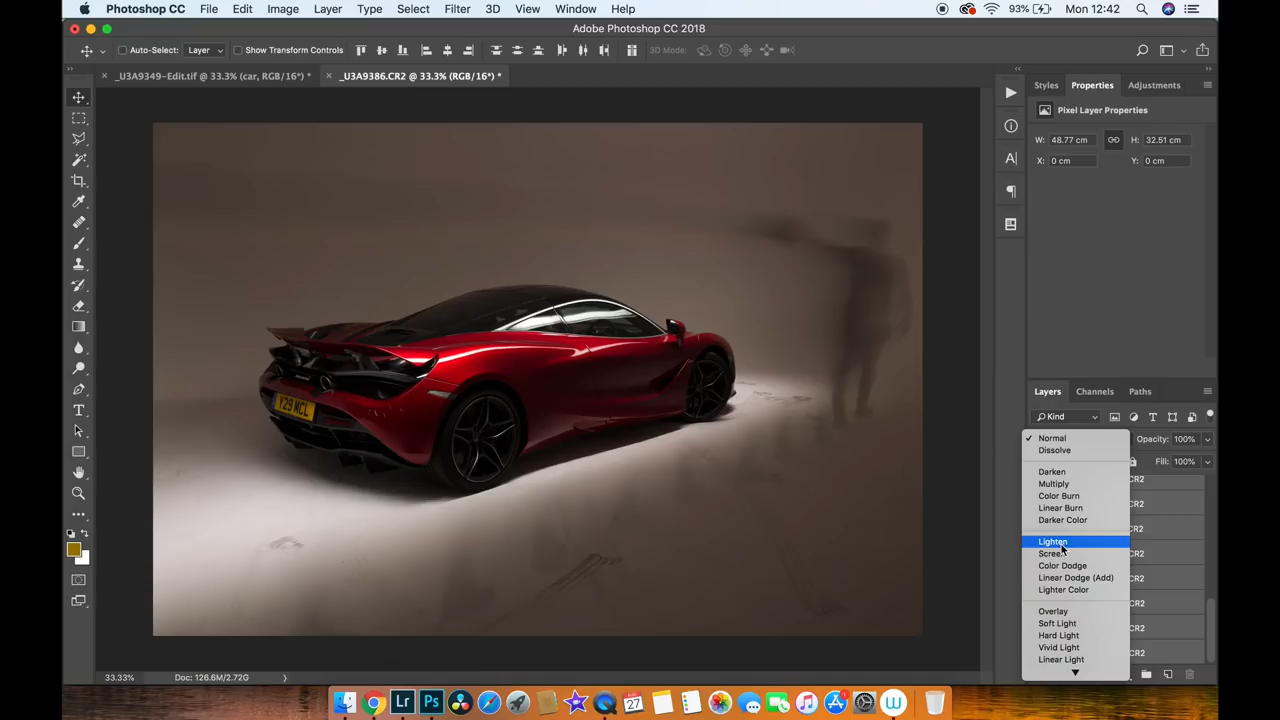 Photoshop CC File Edit Image Layer Type Select Filter 3D View Window Help 93% Mon 12:42
Adobe Photoshop CC 2018
Auto-Select: Layer Show Transform Controls 3D Mode:
_U3A9349-Edit.tif @ 33.3% (car, RGB/16*) * _U3A9386.CR2 @ 33.3% (RGB/16*) *
Styles Properties Adjustments
Pixel Layer Properties
W: 48.77 cm H: 32.51 cm
X: 0 cm Y: 0 cm
Layers Channels Paths
Kind
Normal Opacity: 100%
Dissolve
Fill: 100%
Darken
CR2
Multiply
Color Burn
CR2
Linear Burn
Darker Color
CR2
Lighten
Screen
CR2
Color Dodge
Linear Dodge (Add)
CR2
Lighter Color
CR2
Overlay
Soft Light
CR2
Hard Light
Vivid Light
CR2
Linear Light
Y29 MCL
33.33% Doc: 126.6M/2.72G
Lr Ps 27 W